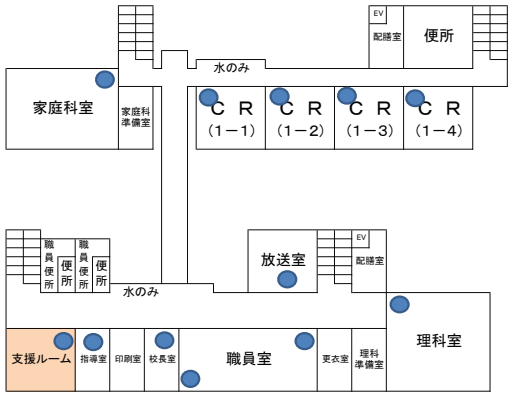 EV
配膳室
便所
水のみ
家庭科室
家庭科
準備室
ＣＲ
(１－１)
ＣＲ
(１－２)
ＣＲ
(１－３)
ＣＲ
(１－４)
職員便所
便所
職員便所
便所
放送室
EV
配膳室
水のみ
支援ルーム
指導室
印刷室
校長室
職員室
更衣室
理科
準備室
理科室